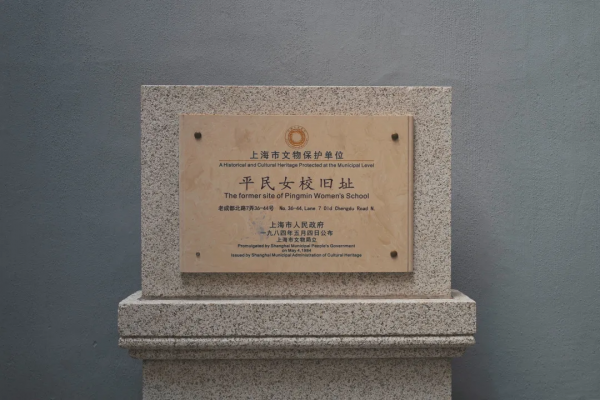 上海市文物保护单位
A Historical and Cultural Heritage Protected at the Municipal Level
平民女校旧址
The former site of Pingmin Women's School
老成都北路7弄36-44号 No. 36-44, Lane 7 Old Chengdu Road N.
上海市人民政府
一九八四年五月四日公布
上海市文物局立
Promulgated by Shanghai Municipal People's Government
on May 4, 1984
Issued by Shanghai Municipal Administration of Cultural Heritage